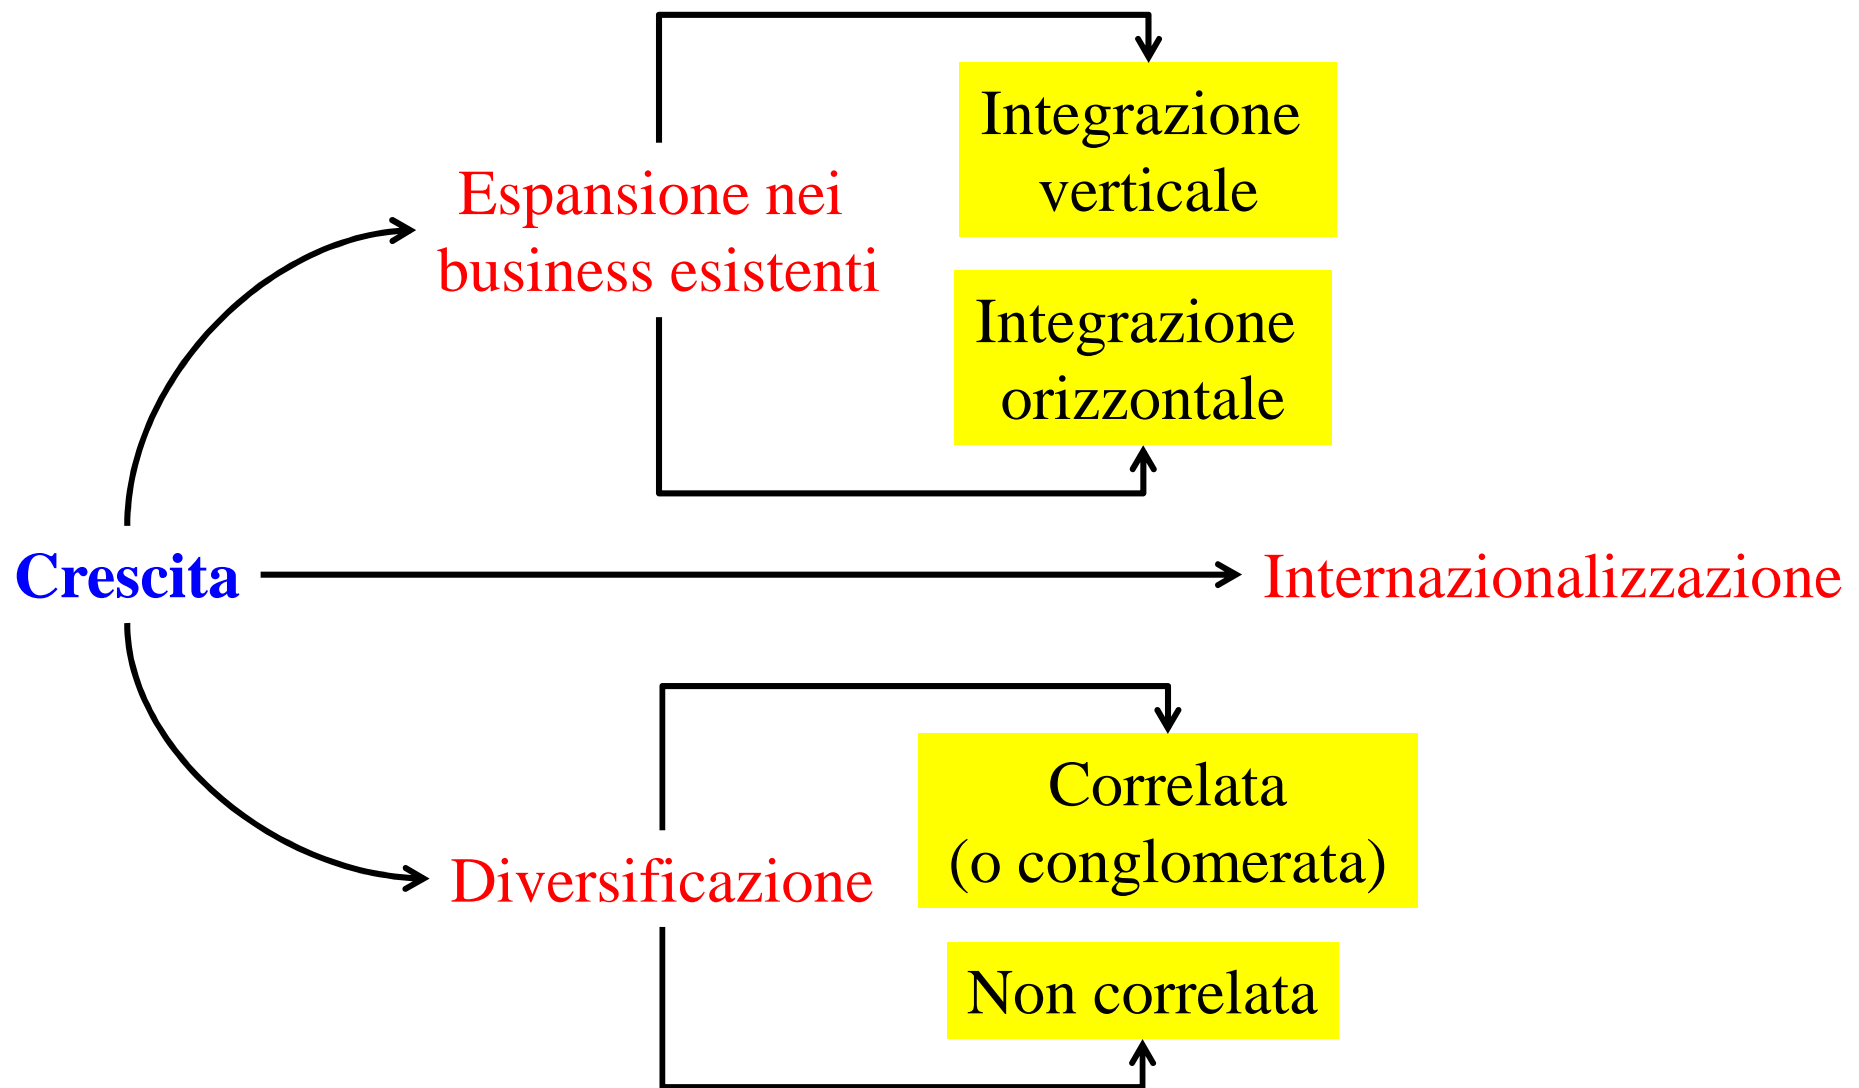 Integrazione
verticale
Espansione nei
business esistenti
Integrazione
orizzontale
Crescita
Internazionalizzazione
Correlata
(o conglomerata)
Diversificazione
Non correlata